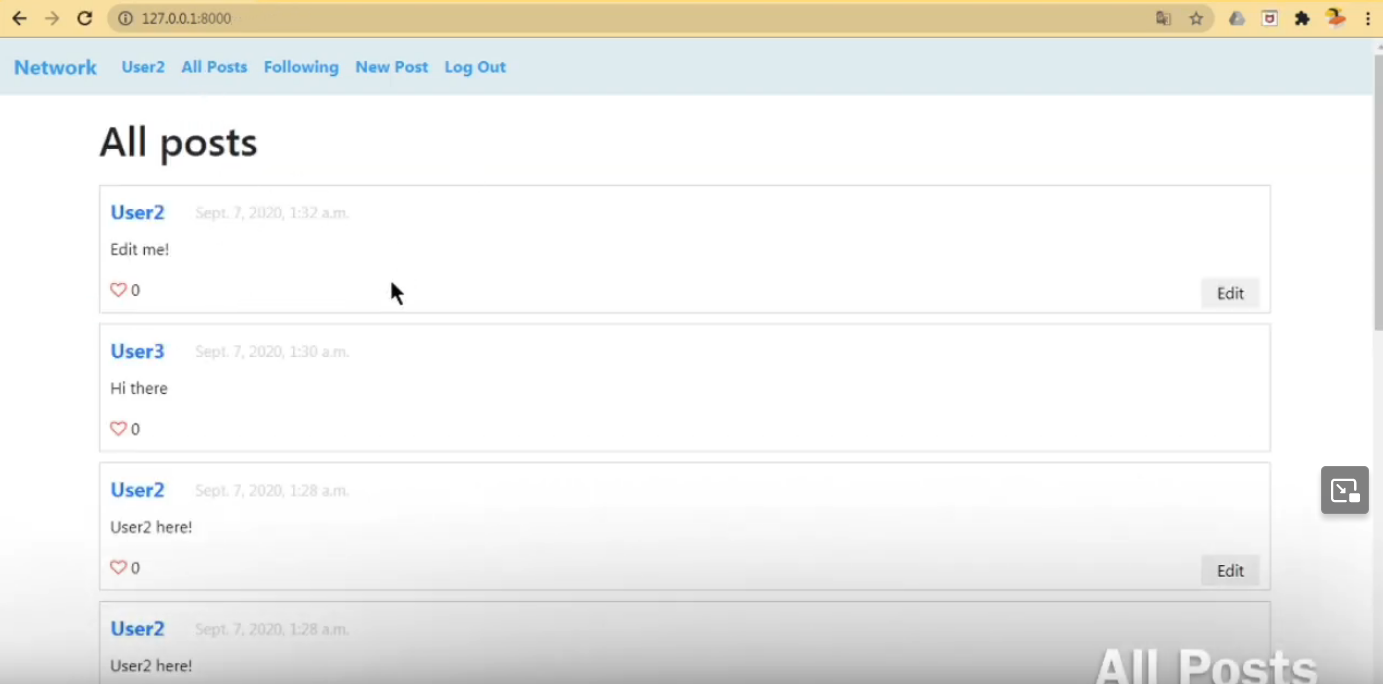 127.0.0.1:8000
Network User2 All Posts Following New Post Log Out
All posts
User2 Sept. 7, 2020, 1:32 a.m.
Edit me!
0
Edit
User3 Sept. 7, 2020, 1:30 a.m.
Hi there
0
User2 Sept. 7, 2020, 1:28 a.m.
User2 here!
0
Edit
User2 Sept. 7, 2020, 1:28 a.m.
User2 here!
All Posts